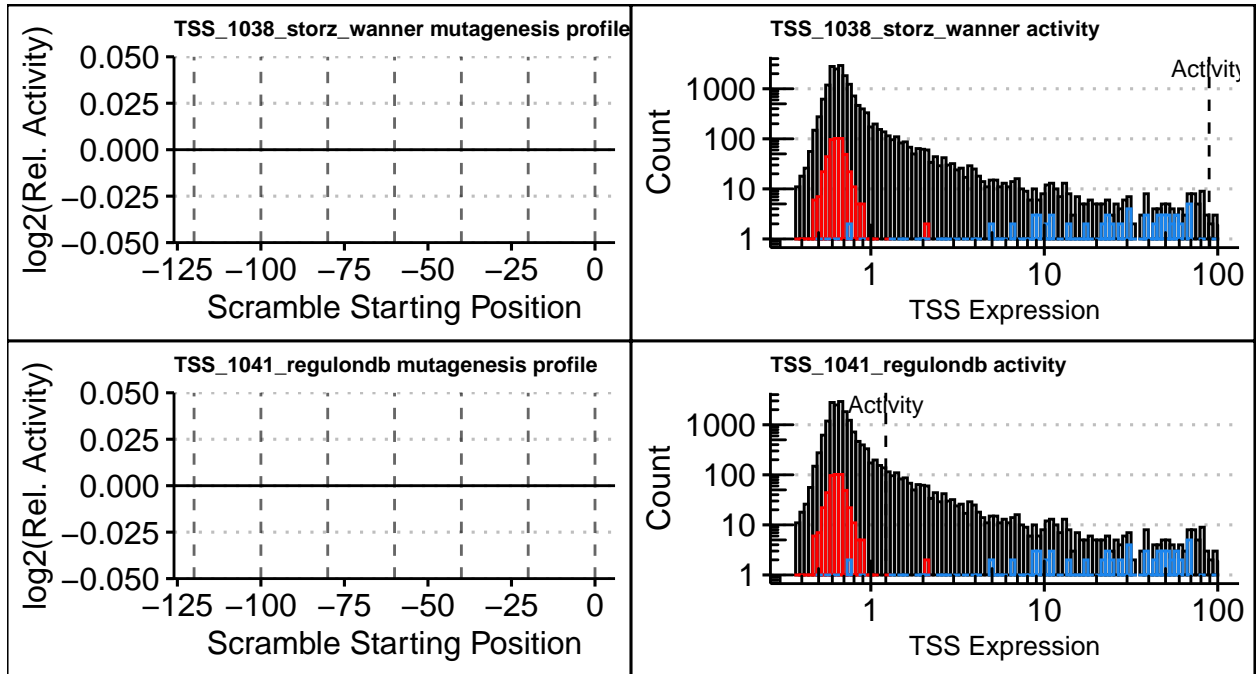 TSS_1038_storz_wanner mutagenesis profile
log2(Rel. Activity)
0.050
0.025
0.000
−0.025
−0.050
−125 −100 −75 −50 −25 0
Scramble Starting Position
TSS_1038_storz_wanner activity
Activity
Count
1000
100
10
1
1 10 100
TSS Expression
TSS_1041_regulondb mutagenesis profile
log2(Rel. Activity)
0.050
0.025
0.000
−0.025
−0.050
−125 −100 −75 −50 −25 0
Scramble Starting Position
TSS_1041_regulondb activity
Activity
Count
1000
100
10
1
1 10 100
TSS Expression